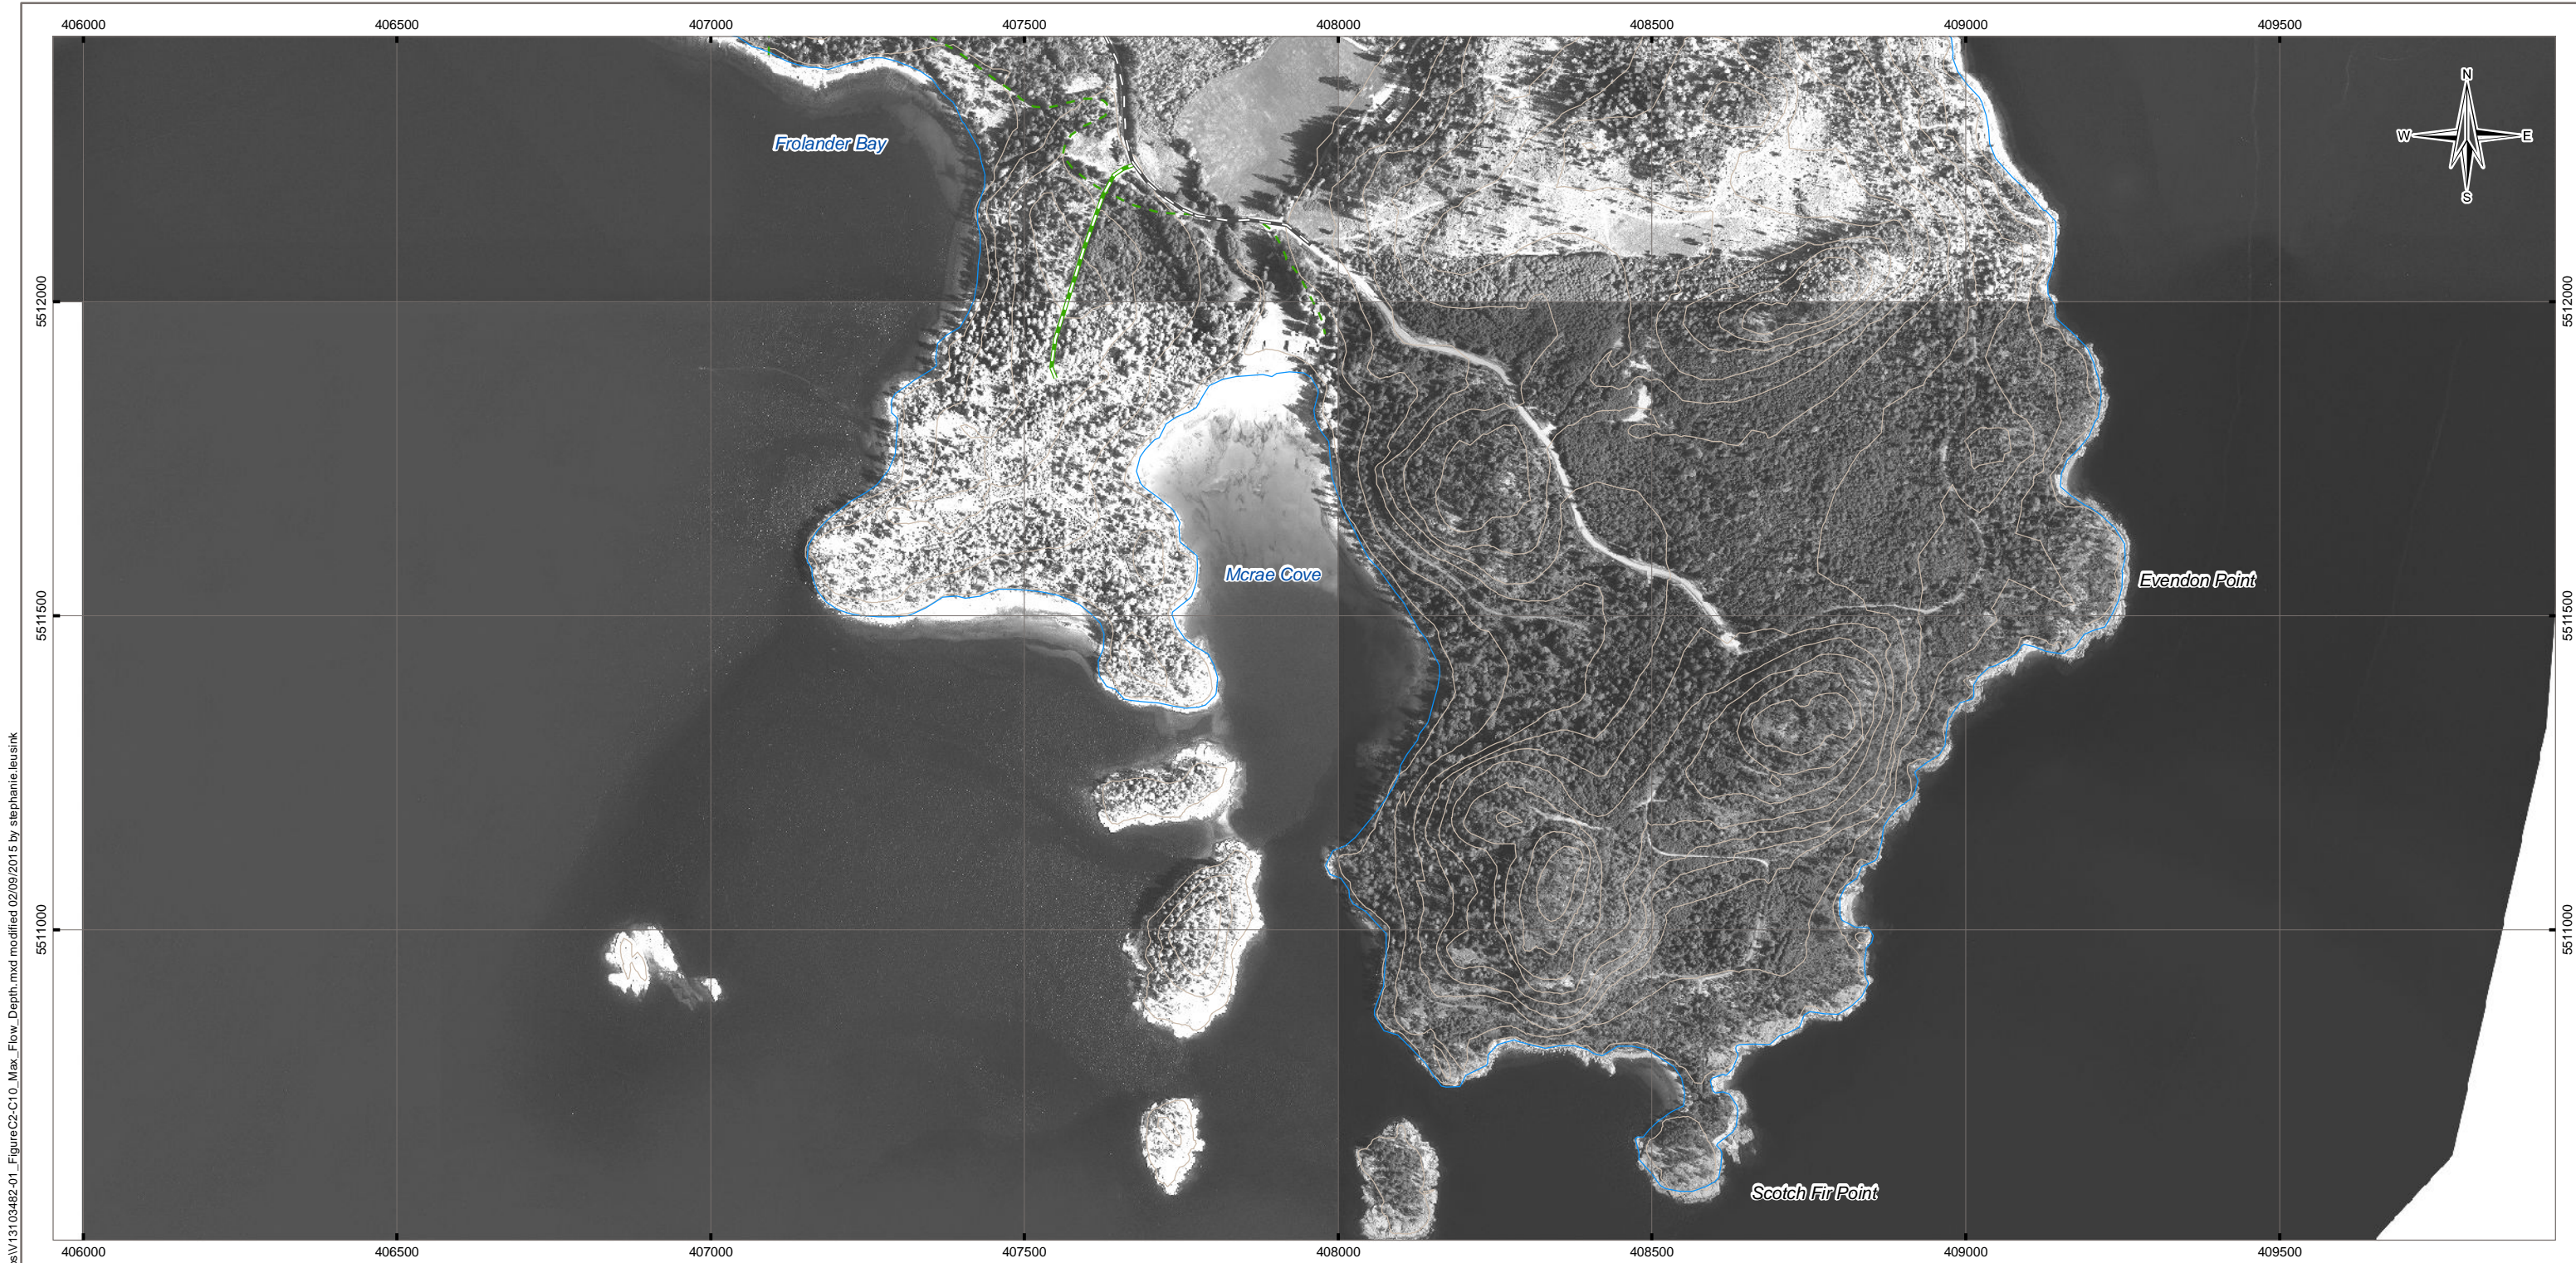 406000 406500 407000 407500 408000 408500 409000 409500
N
W E
S
Frolander Bay
5512000 5512000
Mcrae Cove
Evendon Point
5511500 5511500
5511000 5511000
Scotch Fir Point
406000 406500 407000 407500 408000 408500 409000 409500
V13103482-01_FigureC2-C10_Max_Flow_Depth.mxd modified 02/09/2015 by stephanie.leusink